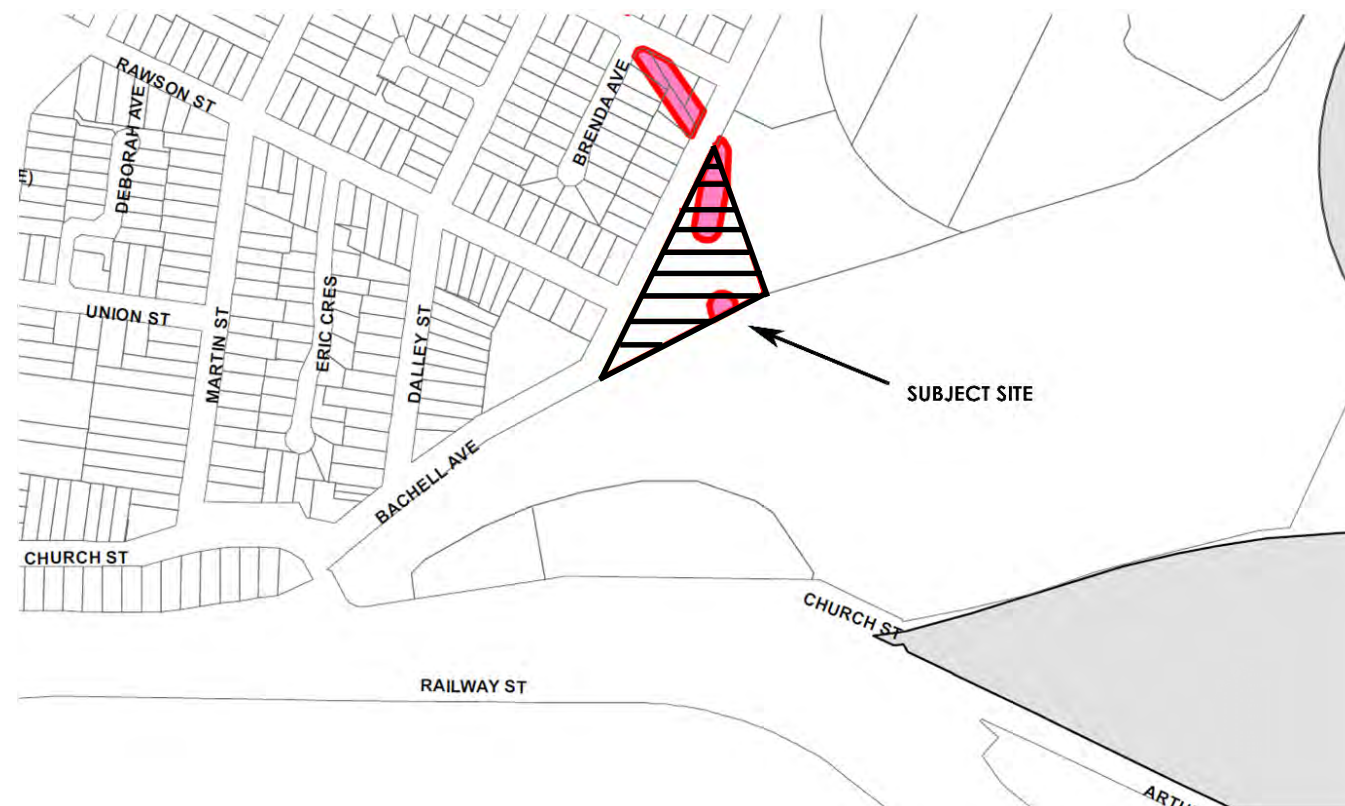 RAWSON ST
DEBORAH AVE
BRENDA AVE
E)
UNION ST
MARTIN ST
ERIC CRES
DALLEY ST
SUBJECT SITE
BACHELL AVE
CHURCH ST
CHURCH ST
RAILWAY ST
ARTU